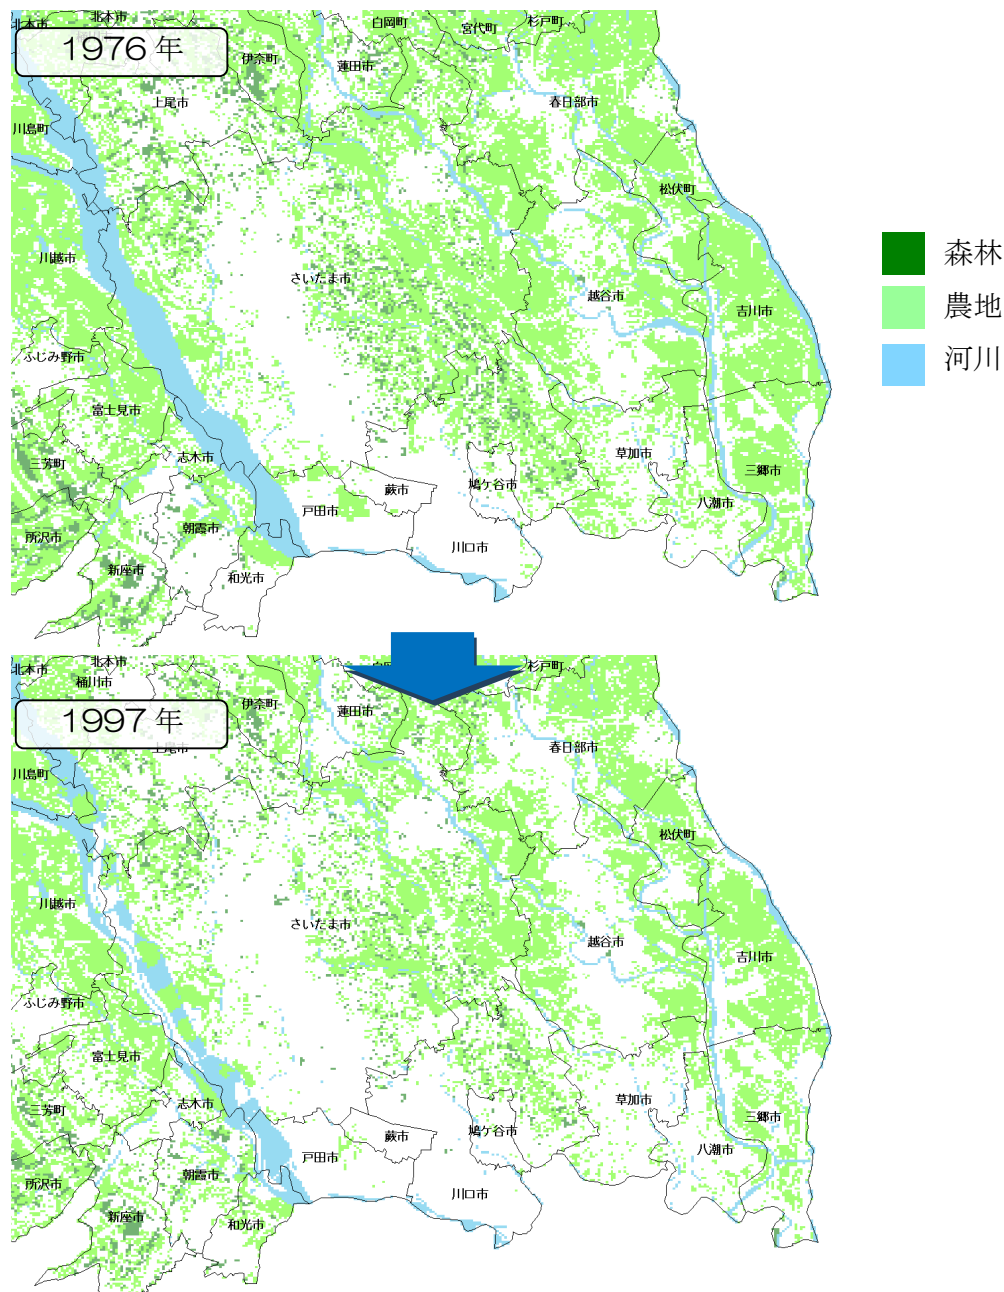 北本市
北本市
白岡町
宮代町
杉戸町
1976年
伊奈町
蓮田市
上尾市
春日部市
川島町
松伏町
森林
川越市
さいたま市
越谷市
吉川市
農地
ふじみ野市
河川
富士見市
志木市
三芳町
草加市
三郷市
蕨市
鳩ケ谷市
戸田市
八潮市
所沢市
朝霞市
川口市
新座市
和光市
北本市
北本市
杉戸町
桶川市
伊奈町
蓮田市
1997年
上尾市
春日部市
川島町
松伏町
川越市
さいたま市
越谷市
吉川市
ふじみ野市
富士見市
志木市
三芳町
草加市
三郷市
蕨市
鳩ケ谷市
戸田市
八潮市
所沢市
朝霞市
川口市
新座市
和光市